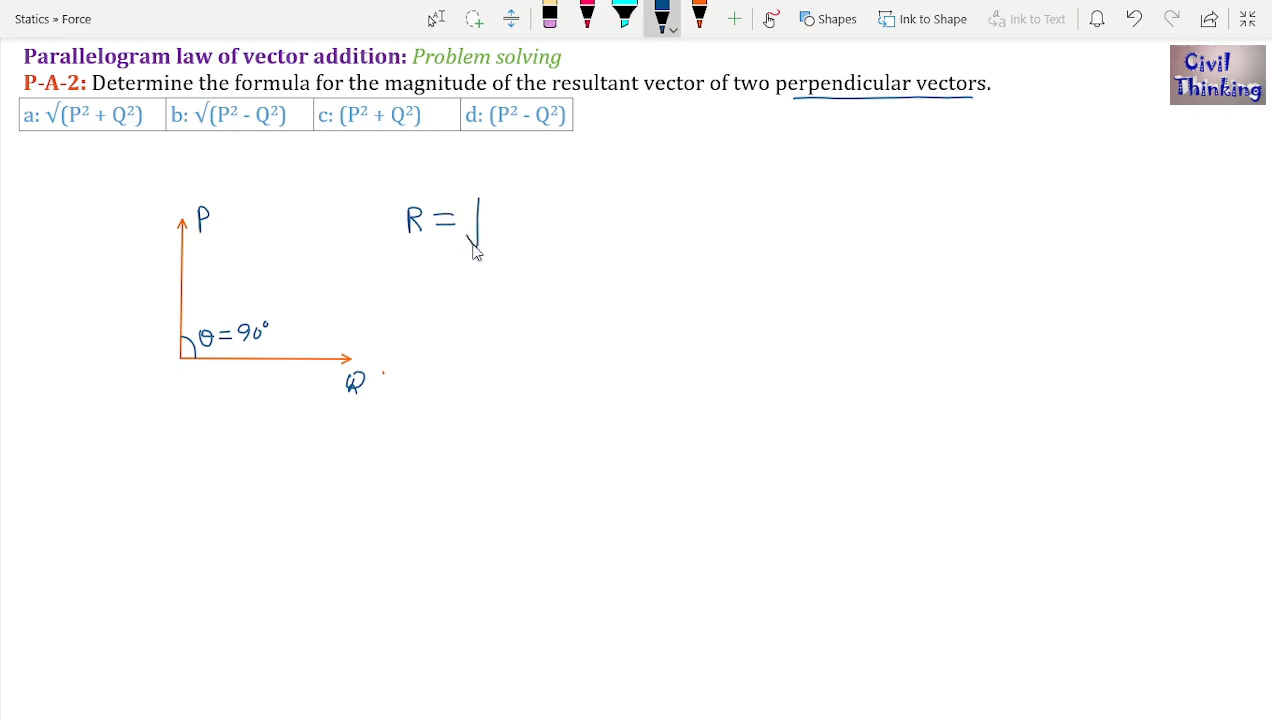 Statics » Force
Shapes
Ink to Shape
Ink to Text
Parallelogram law of vector addition: Problem solving
P-A-2: Determine the formula for the magnitude of the resultant vector of two perpendicular vectors.
a: √(P² + Q²) b: √(P² - Q²) c: (P² + Q²) d: (P² - Q²)
Civil
Thinking
P
R = √
θ = 90°
Q